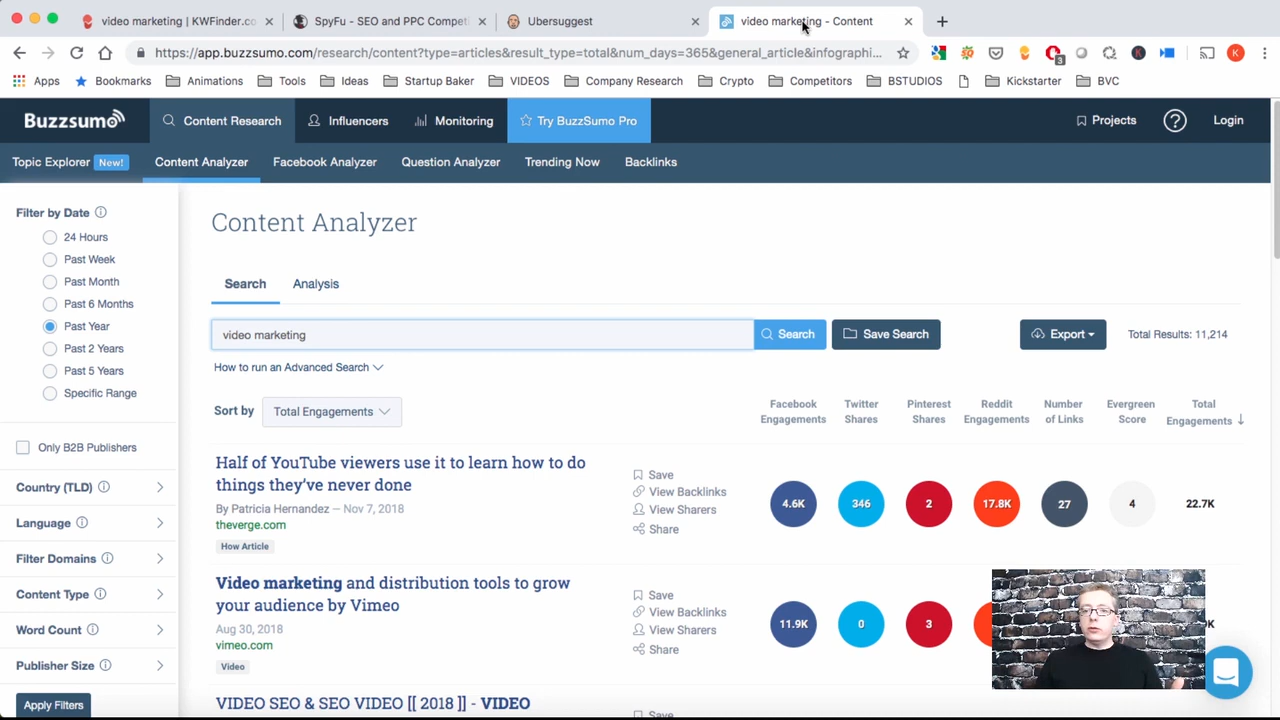 video marketing | KWFinder.co
SpyFu - SEO and PPC Competi
Ubersuggest
video marketing - Content
https://app.buzzsumo.com/research/content?type=articles&result_type=total&num_days=365&general_article&infographi...
3
K
Apps
Bookmarks
Animations
Tools
Ideas
Startup Baker
VIDEOS
Company Research
Crypto
Competitors
BSTUDIOS
Kickstarter
BVC
Buzzsumo
Content Research
Influencers
Monitoring
Try BuzzSumo Pro
Projects
?
Login
Topic Explorer New!
Content Analyzer
Facebook Analyzer
Question Analyzer
Trending Now
Backlinks
Filter by Date
24 Hours
Past Week
Past Month
Past 6 Months
Past Year
Past 2 Years
Past 5 Years
Specific Range
Only B2B Publishers
Country (TLD)
Language
Filter Domains
Content Type
Word Count
Publisher Size
Apply Filters
Content Analyzer
Search
Analysis
video marketing
Search
Save Search
Export
Total Results: 11,214
How to run an Advanced Search
Sort by
Total Engagements
Facebook Engagements
Twitter Shares
Pinterest Shares
Reddit Engagements
Number of Links
Evergreen Score
Total Engagements
Half of YouTube viewers use it to learn how to do
things they've never done
By Patricia Hernandez – Nov 7, 2018
theverge.com
How Article
Save
View Backlinks
View Sharers
Share
4.6K
346
2
17.8K
27
4
22.7K
Video marketing and distribution tools to grow
your audience by Vimeo
Aug 30, 2018
vimeo.com
Video
Save
View Backlinks
View Sharers
Share
11.9K
0
3
VIDEO SEO & SEO VIDEO [[ 2018 ]] - VIDEO
Save